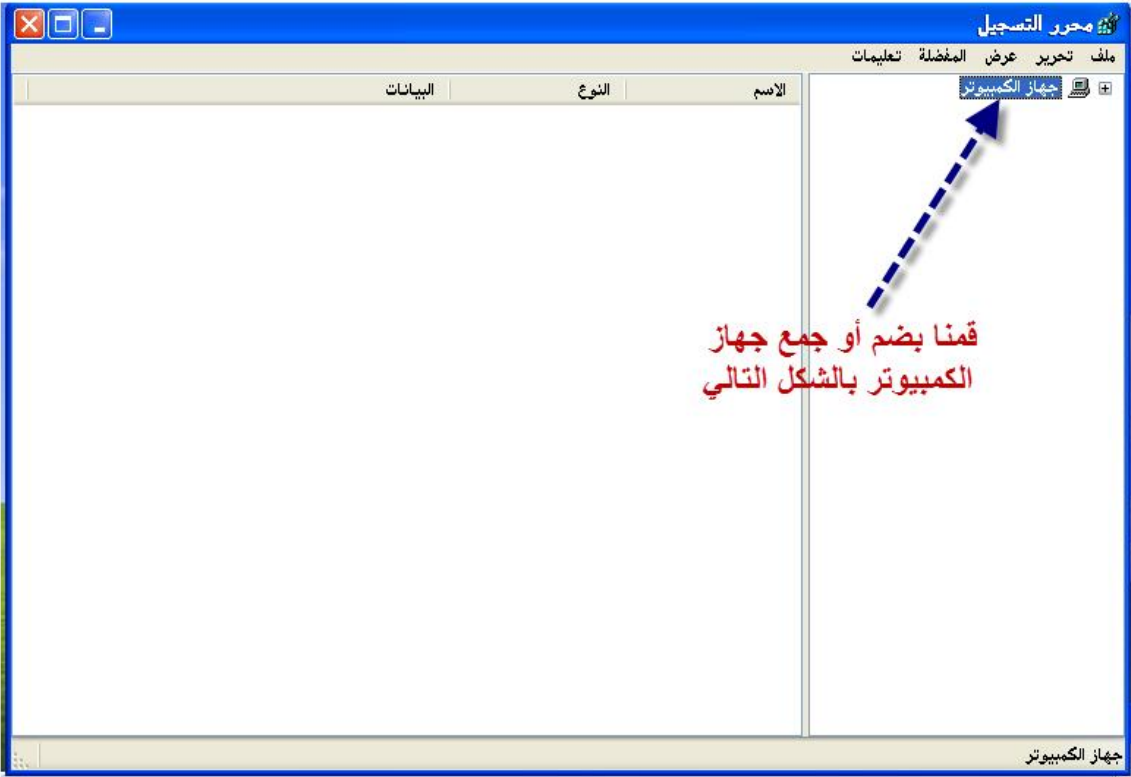 محرر التسجيل
ملف تحرير عرض المفضلة تعليمات
جهاز الكمبيوتر
الاسم النوع البيانات
قمنا بضم أو جمع جهاز
الكمبيوتر بالشكل التالي
جهاز الكمبيوتر